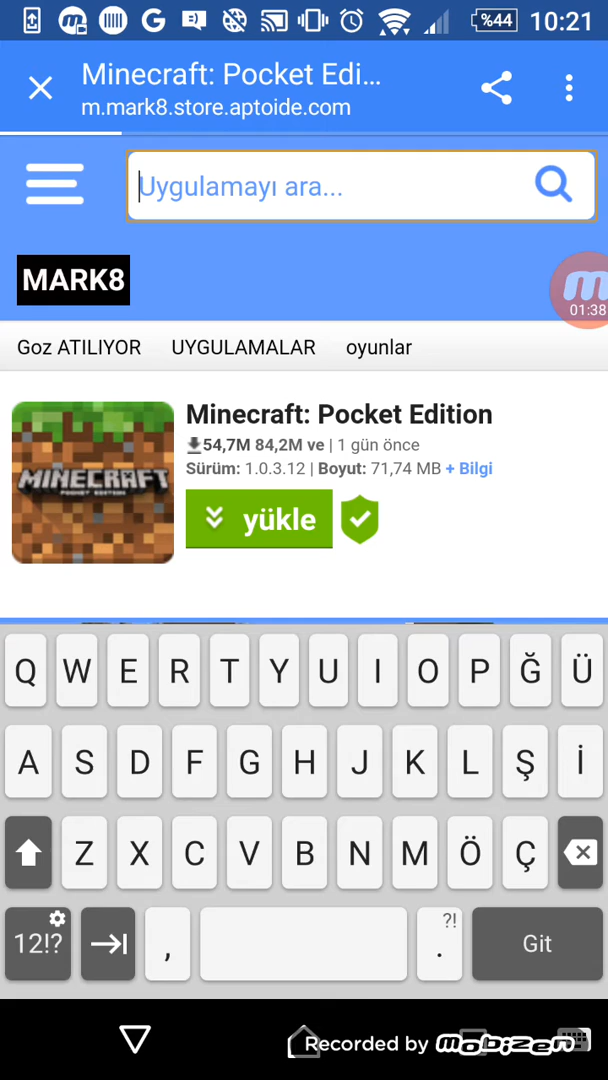 %44 10:21
Minecraft: Pocket Edi...
m.mark8.store.aptoide.com
Uygulamayı ara...
MARK8
01:38
Goz ATILIYOR UYGULAMALAR oyunlar
MINECRAFT
POCKET EDITION
Minecraft: Pocket Edition
54,7M 84,2M ve | 1 gün önce
Sürüm: 1.0.3.12 | Boyut: 71,74 MB + Bilgi
yükle
Q W E R T Y U I O P Ğ Ü
A S D F G H J K L Ş İ
Z X C V B N M Ö Ç
12!? , . ?! Git
Recorded by mobizen